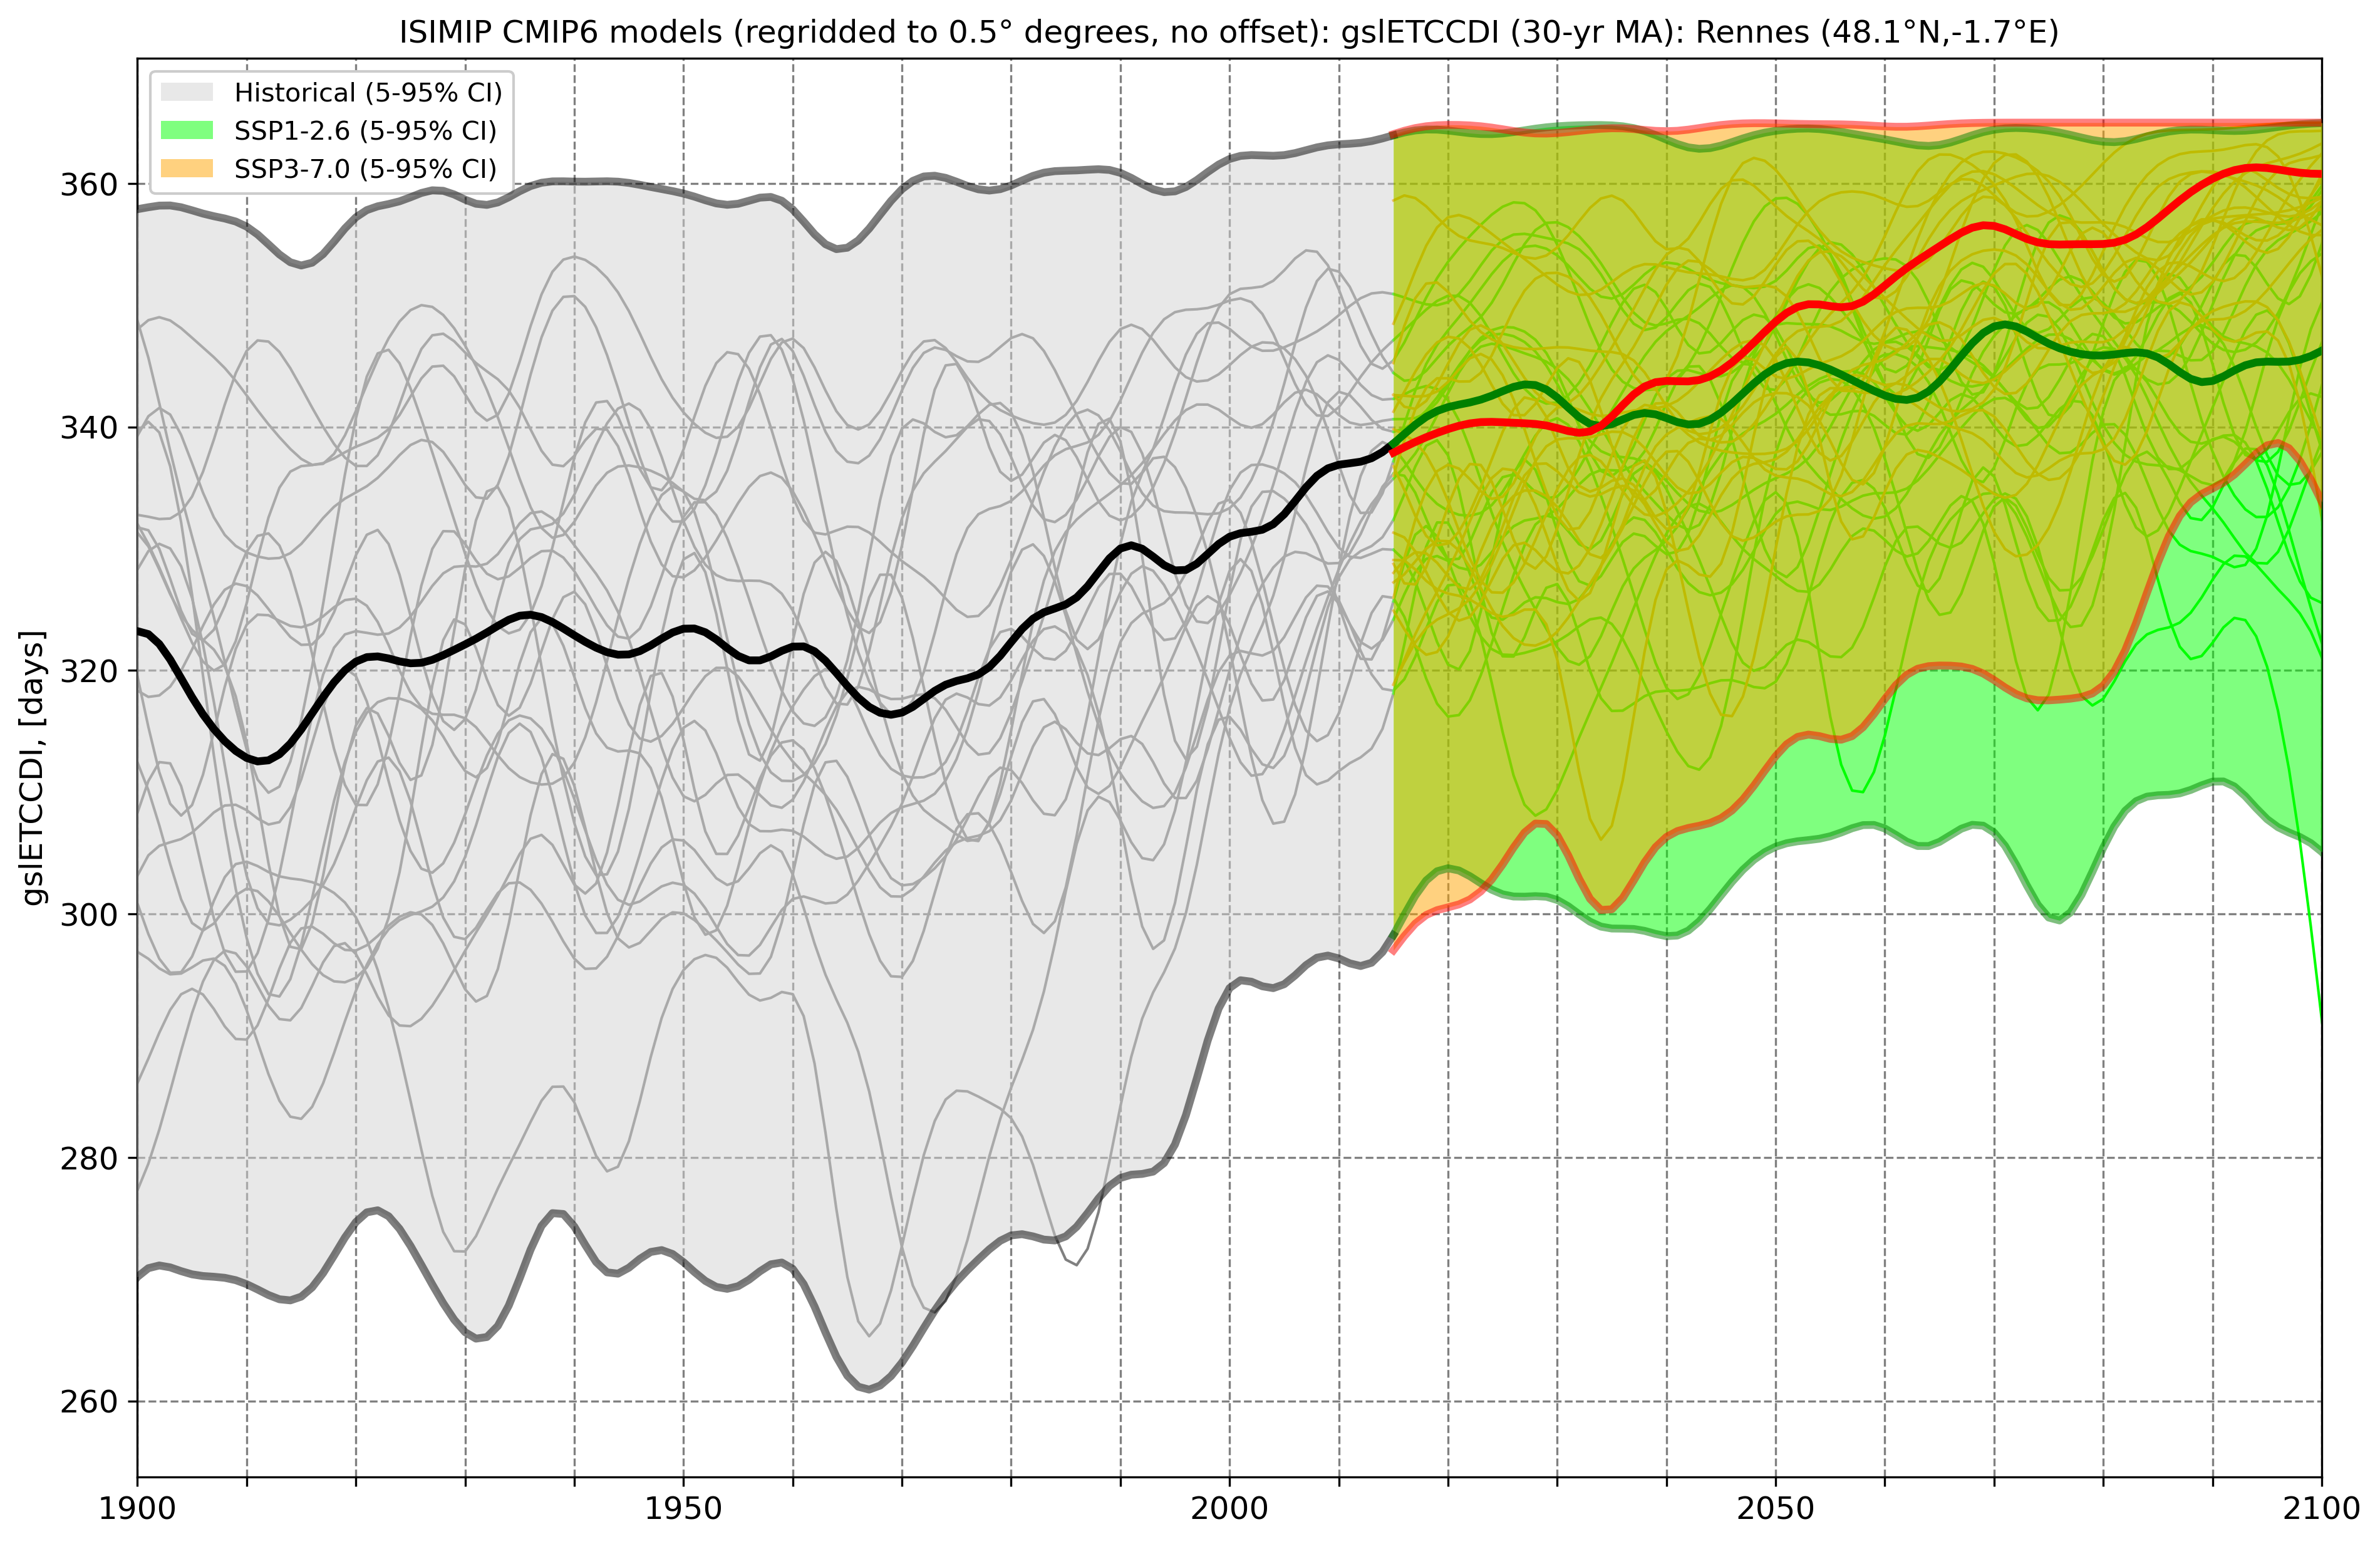 ISIMIP CMIP6 models (regridded to 0.5° degrees, no offset): gslETCCDI (30-yr MA): Rennes (48.1°N,-1.7°E)
Historical (5-95% CI)
SSP1-2.6 (5-95% CI)
SSP3-7.0 (5-95% CI)
gslETCCDI, [days]
360
340
320
300
280
260
1900 1950 2000 2050 2100